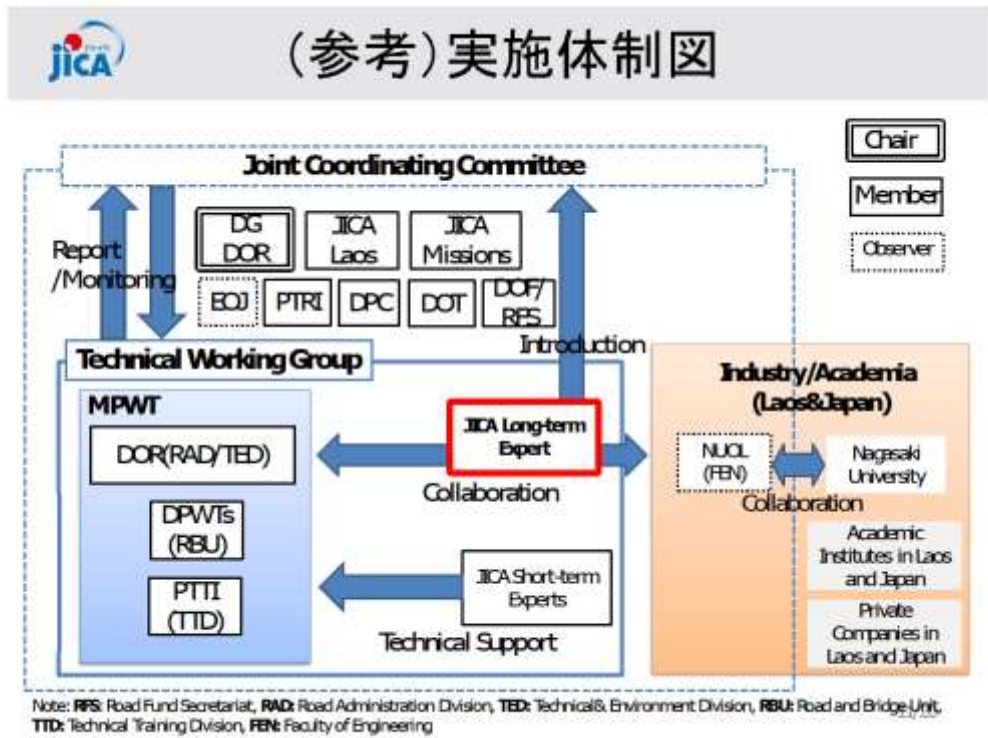 JICA
（参考）実施体制図
Chair
Member
Observer
Joint Coordinating Committee
Report
/Monitoring
DG
DOR
JICA
Laos
JICA
Missions
EOJ
PTRI
DPC
DOT
DOF/
RFS
Introduction
Technical Working Group
MPWT
DOR(RAD/TED)
DPWTs
(RBU)
PTTI
(TTD)
JICA Long-term
Expert
Collaboration
JICA Short-term
Experts
Technical Support
Industry/Academia
(Laos&Japan)
NUOL
(FEN)
Nagasaki
University
Collaboration
Academic
Institutes in Laos
and Japan
Private
Companies in
Laos and Japan
Note: RFS: Road Fund Secretariat, RAD: Road Administration Division, TED: Technical& Environment Division, RBU: Road and Bridge Unit,
TTD: Technical Training Division, FEN: Faculty of Engineering